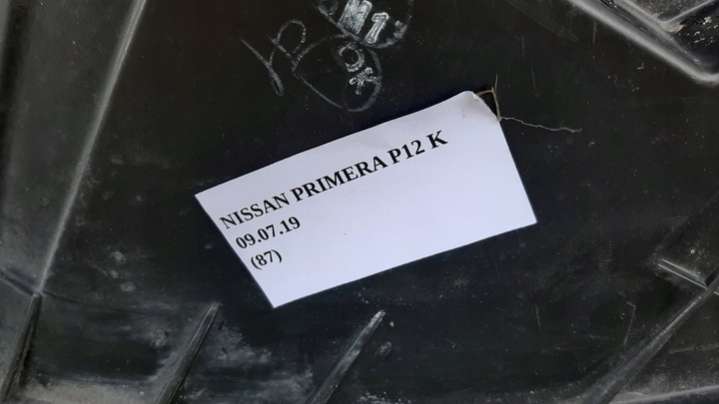 NISSAN PRIMERA P12 K
09.07.19
(87)